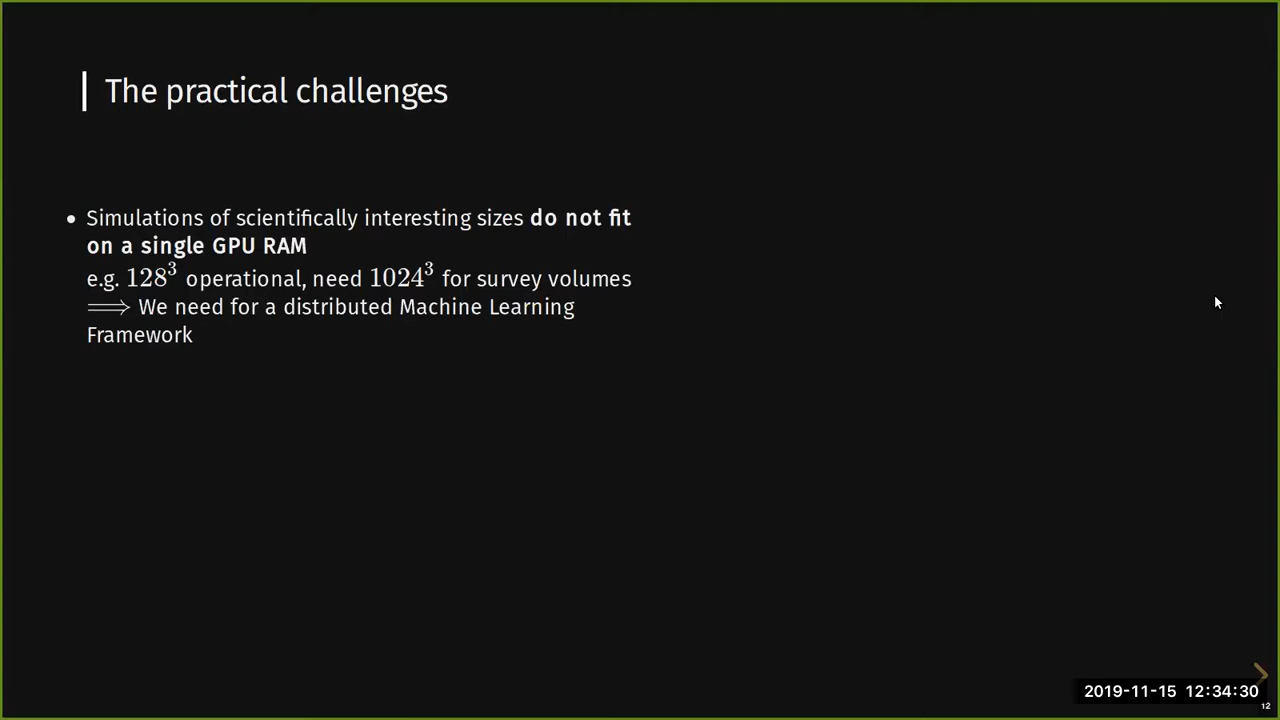 The practical challenges
• Simulations of scientifically interesting sizes do not fit
on a single GPU RAM
e.g. 128³ operational, need 1024³ for survey volumes
⟹ We need for a distributed Machine Learning
Framework
2019-11-15 12:34:30
12